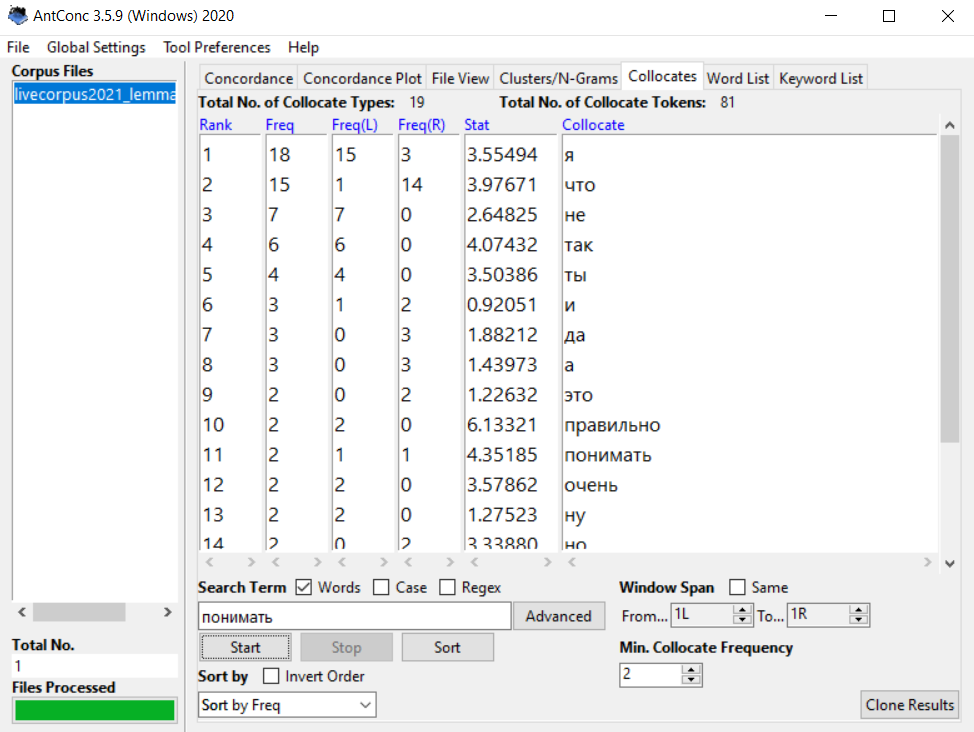 AntConc 3.5.9 (Windows) 2020
File Global Settings Tool Preferences Help
Corpus Files
livecorpus2021_lemma
Concordance Concordance Plot File View Clusters/N-Grams Collocates Word List Keyword List
Total No. of Collocate Types: 19 Total No. of Collocate Tokens: 81
Rank Freq Freq(L) Freq(R) Stat Collocate
1 18 15 3 3.55494 я
2 15 1 14 3.97671 что
3 7 7 0 2.64825 не
4 6 6 0 4.07432 так
5 4 4 0 3.50386 ты
6 3 1 2 0.92051 и
7 3 0 3 1.88212 да
8 3 0 3 1.43973 а
9 2 0 2 1.22632 это
10 2 2 0 6.13321 правильно
11 2 1 1 4.35185 понимать
12 2 2 0 3.57862 очень
13 2 2 0 1.27523 ну
14 2 0 2 3.33880 но
Search Term Words Case Regex
понимать Advanced
Start Stop Sort
Sort by Invert Order
Sort by Freq
Window Span Same
From... 1L To... 1R
Min. Collocate Frequency
2
Clone Results
Total No.
1
Files Processed